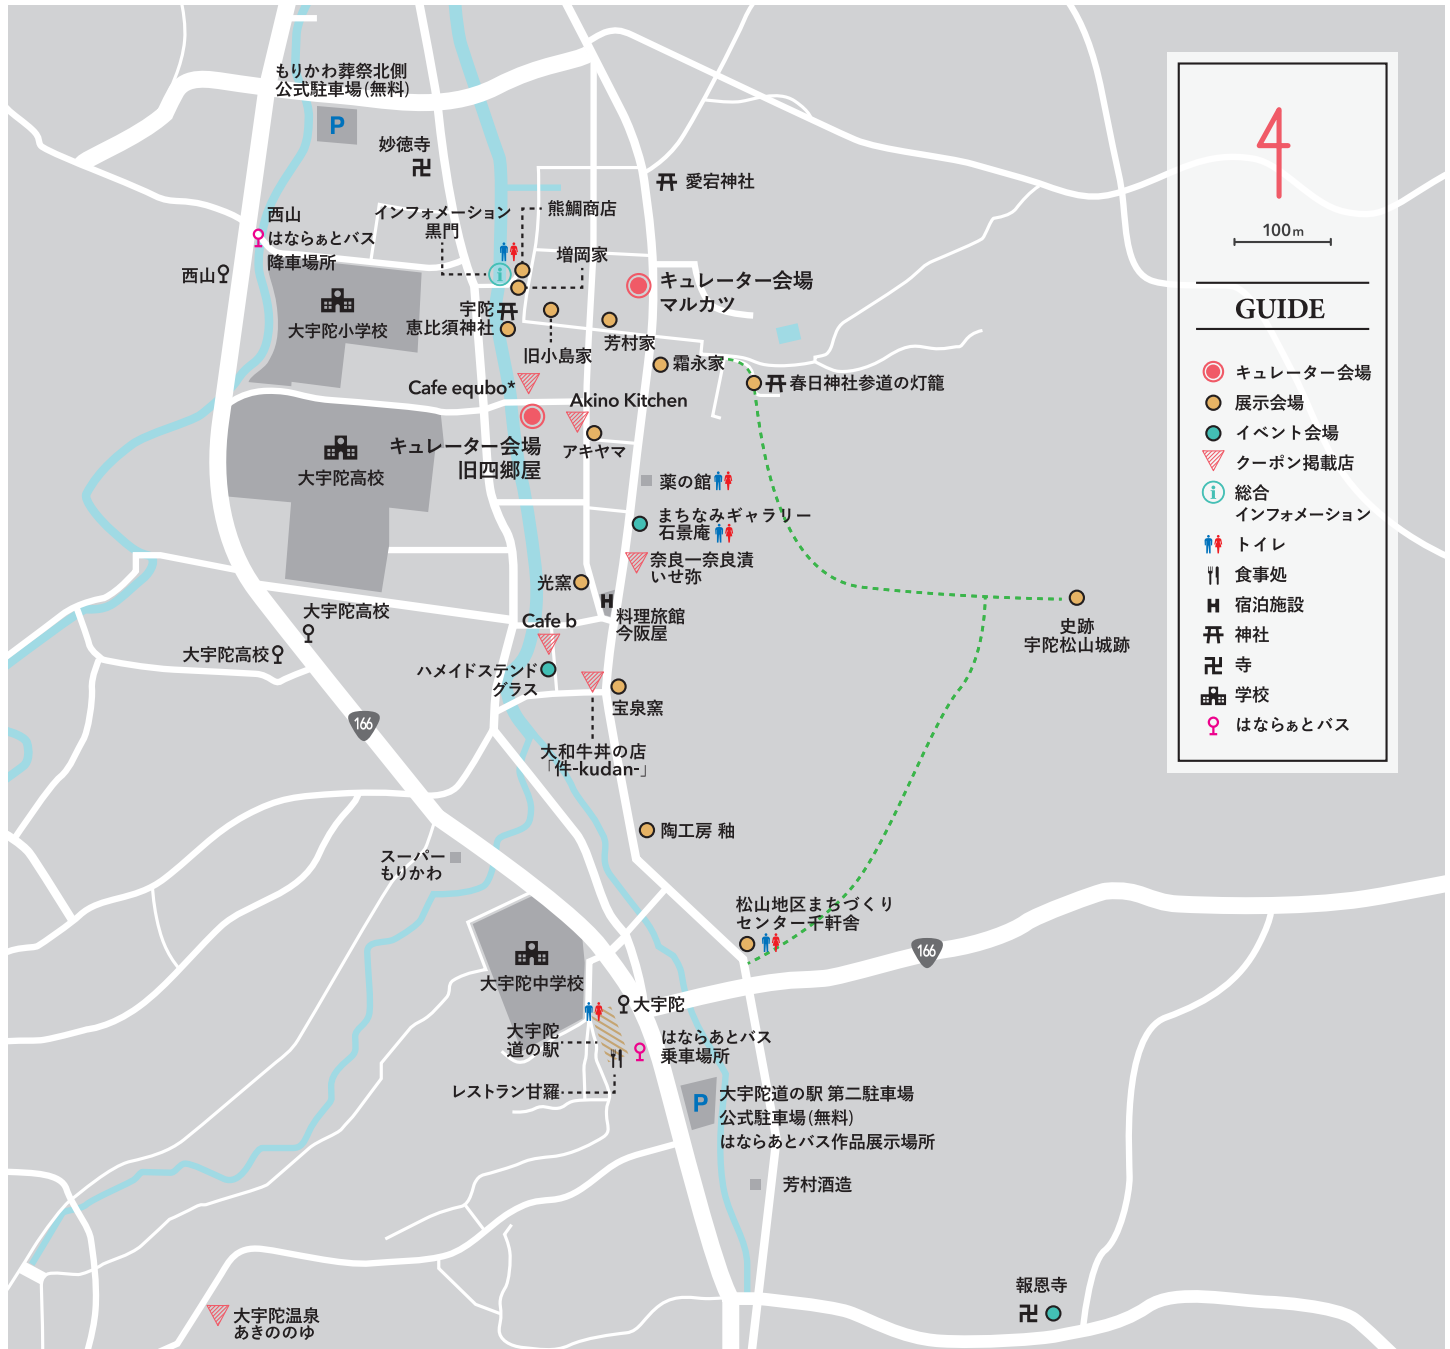 もりかわ葬祭北側
公式駐車場(無料)
P
妙徳寺
愛宕神社
西山
はならぁとバス
降車場所
西山
インフォメーション
黒門
熊鯛商店
増岡家
i
キュレーター会場
マルカツ
宇陀
恵比須神社
大宇陀小学校
旧小島家
芳村家
霜永家
春日神社参道の灯籠
Cafe equbo*
Akino Kitchen
キュレーター会場
旧四郷屋
アキヤマ
大宇陀高校
薬の館
まちなみギャラリー
石景庵
奈良一奈良漬
いせ弥
光窯
H
料理旅館
今阪屋
Cafe b
大宇陀高校
大宇陀高校
ハメイドステンド
グラス
宝泉窯
史跡
宇陀松山城跡
166
大和牛丼の店
「件-kudan-」
陶工房 釉
スーパー
もりかわ
松山地区まちづくり
センター千軒舎
166
大宇陀中学校
大宇陀
大宇陀
道の駅
はならあとバス
乗車場所
レストラン甘羅
P
大宇陀道の駅 第二駐車場
公式駐車場(無料)
はならあとバス作品展示場所
芳村酒造
報恩寺
大宇陀温泉
あきののゆ
4
100m
GUIDE
キュレーター会場
展示会場
イベント会場
クーポン掲載店
i
総合
インフォメーション
トイレ
食事処
H
宿泊施設
神社
寺
学校
はならぁとバス